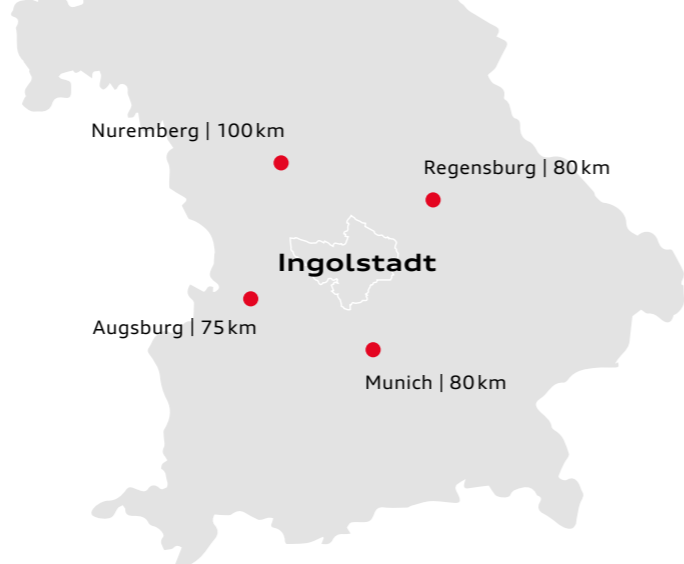 Nuremberg | 100 km
Regensburg | 80 km
Ingolstadt
Augsburg | 75 km
Munich | 80 km